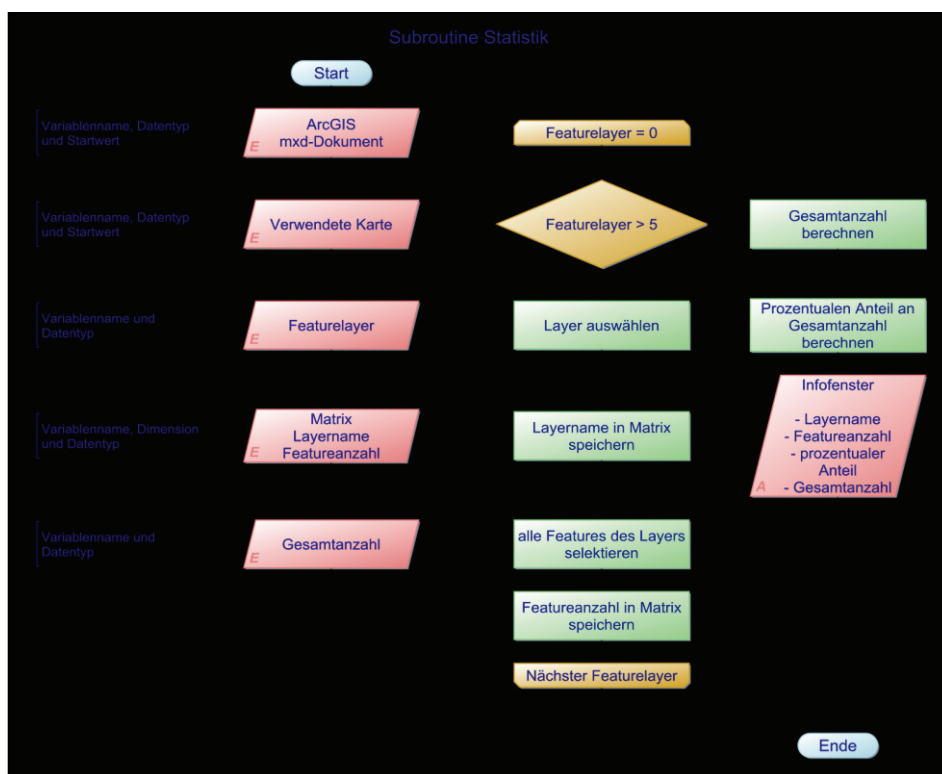 Subroutine Statistik
Start
Variablenname, Datentyp
und Startwert
ArcGIS
mxd-Dokument
E
Variablenname, Datentyp
und Startwert
Verwendete Karte
E
Variablenname und
Datentyp
Featurelayer
E
Variablenname, Dimension
und Datentyp
Matrix
Layername
Featureanzahl
E
Variablenname und
Datentyp
Gesamtanzahl
E
Featurelayer = 0
Featurelayer > 5
Layer auswählen
Layername in Matrix
speichern
alle Features des Layers
selektieren
Featureanzahl in Matrix
speichern
Nächster Featurelayer
Gesamtanzahl
berechnen
Prozentualen Anteil an
Gesamtanzahl
berechnen
Infofenster
- Layername
- Featureanzahl
- prozentualer
Anteil
- Gesamtanzahl
A
Ende